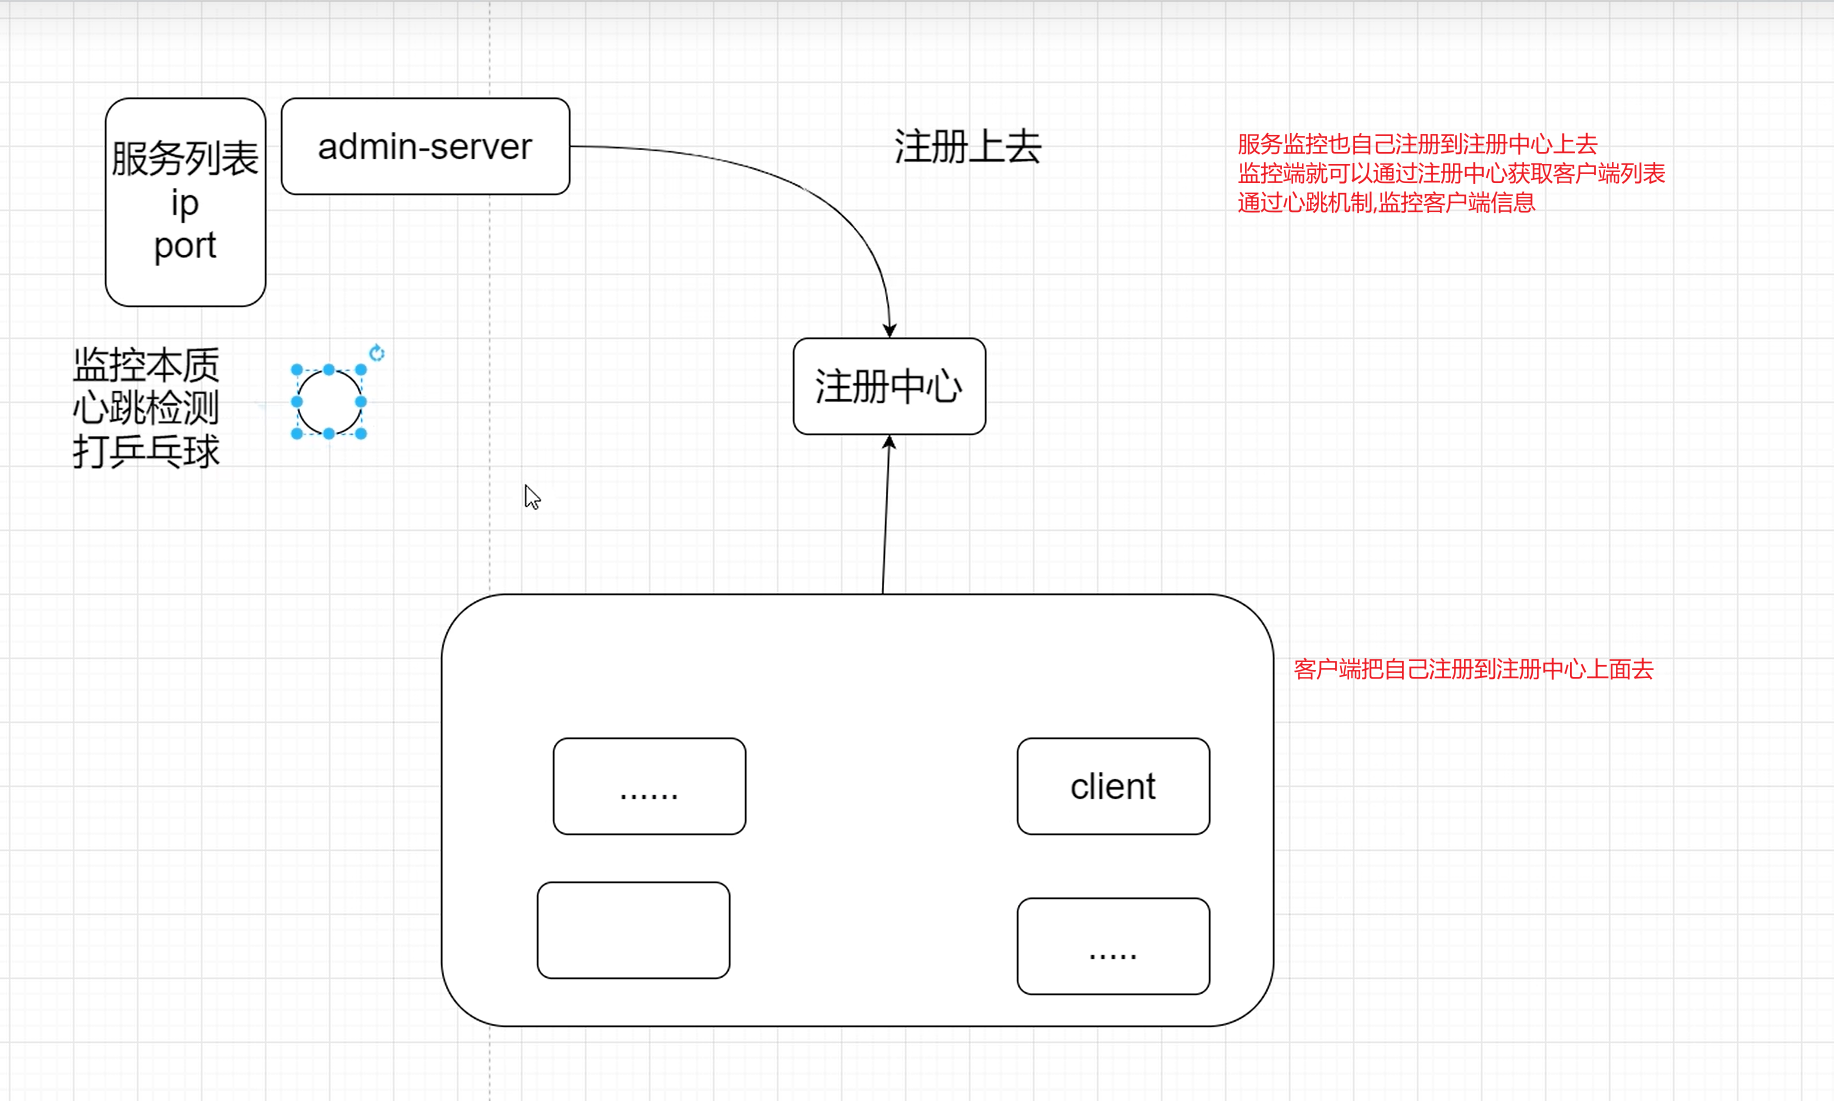 服务列表
ip
port
admin-server
注册上去
服务监控也自己注册到注册中心上去
监控端就可以通过注册中心获取客户端列表
通过心跳机制,监控客户端信息
监控本质
心跳检测
打乒乓球
注册中心
客户端把自己注册到注册中心上面去
......
client
.....